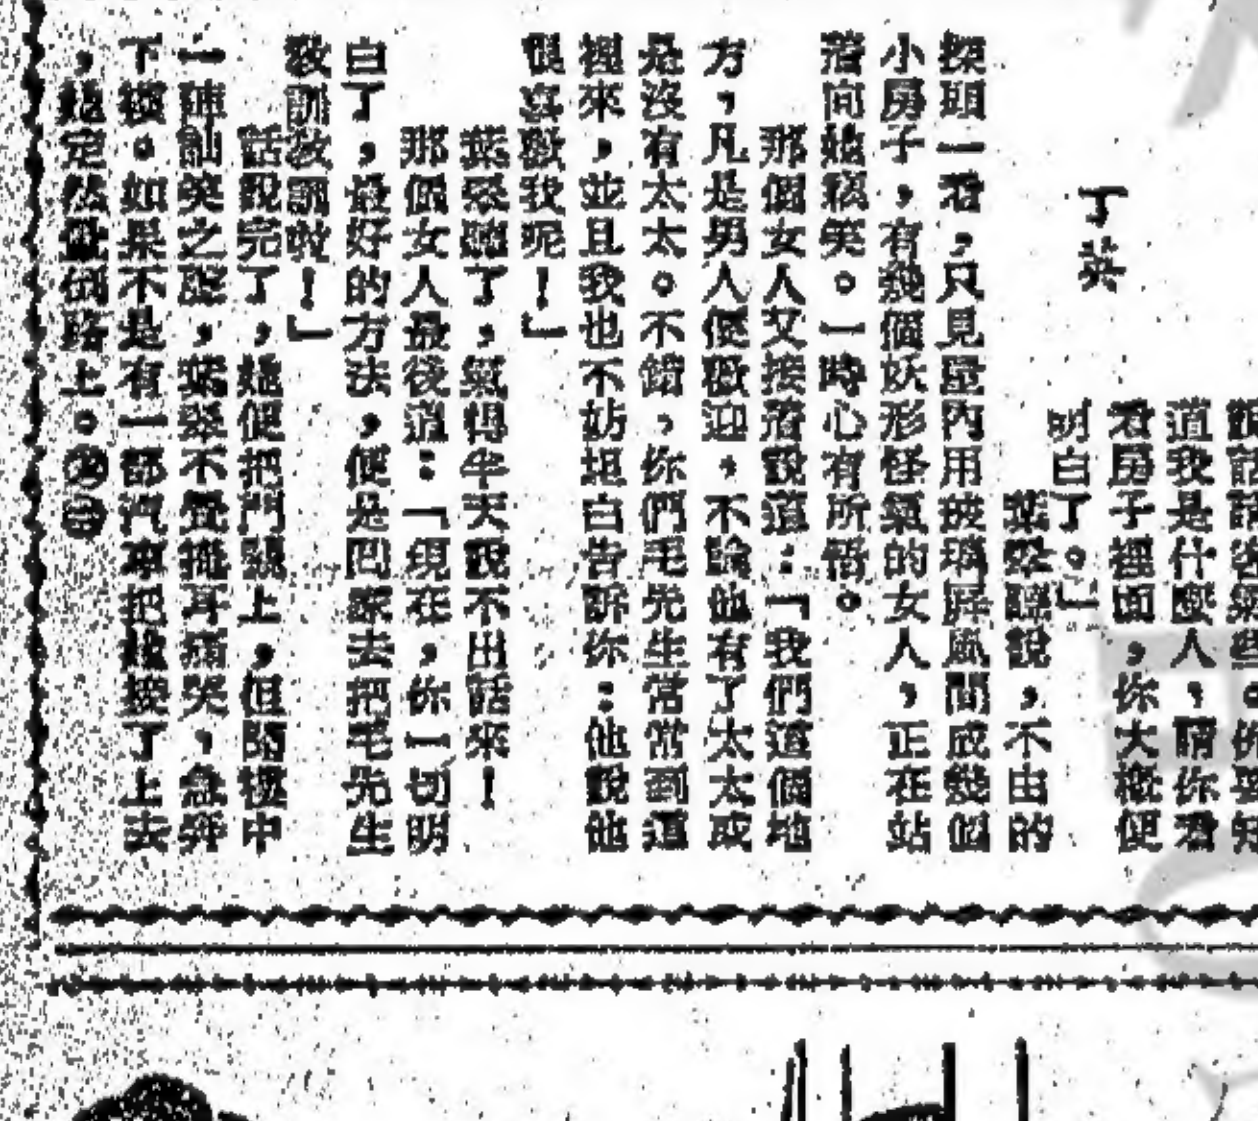 些。你要知
道我是什麼人，請你看
看房子裡面，你大概便
明白了。」
丁英
葉翠聽說，不由的
探頭一看，只見屋內用玻璃屏風間成幾個
小房子，有幾個妖形怪氣的女人，正在站
着向她竊笑。一時心有所悟。
那個女人又接着說道：「我們這個地
方，凡是男人便歡迎，不論他有了太太或
是沒有太太。不錯，你們毛先生常常到這
裡來，並且我也不妨坦白告訴你：他說他
很喜歡我呢！」
葉翠聽了，氣得半天說不出話來！
那個女人最後道：「現在，你一切明
白了，最好的方法，便是回家去把毛先生
教訓教訓啦！」
話說完了，她便把門關上，但隱約中
一陣訕笑之聲，葉翠不覺掩耳痛哭，急奔
下樓。如果不是有一部汽車把她接了上去
，她定然暈倒路上。